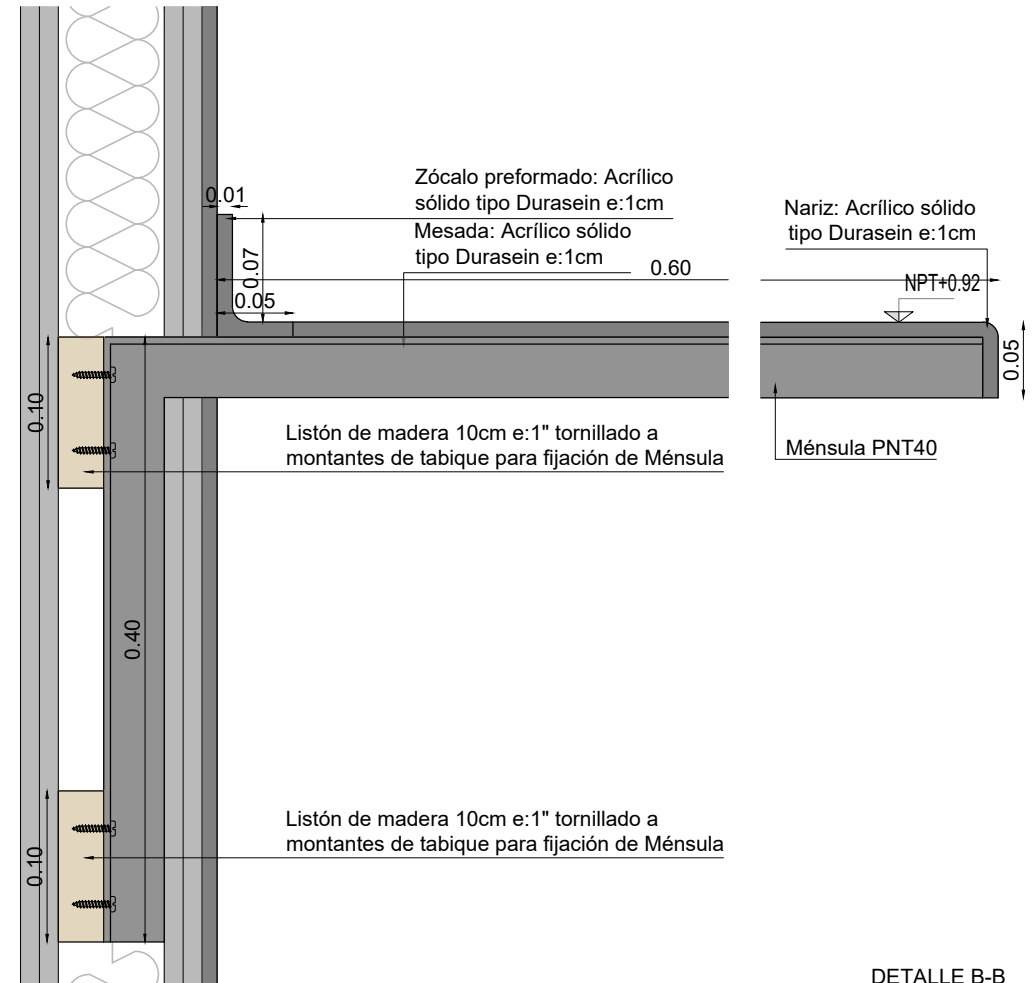 Zócalo preformado: Acrílico
sólido tipo Durasein e:1cm
Mesada: Acrílico sólido
tipo Durasein e:1cm
Nariz: Acrílico sólido
tipo Durasein e:1cm
0.01
0.07
0.60
0.05
NPT+0.92
0.05
0.10
Listón de madera 10cm e:1" tornillado a
montantes de tabique para fijación de Ménsula
Ménsula PNT40
0.40
0.10
Listón de madera 10cm e:1" tornillado a
montantes de tabique para fijación de Ménsula
DETALLE B-B